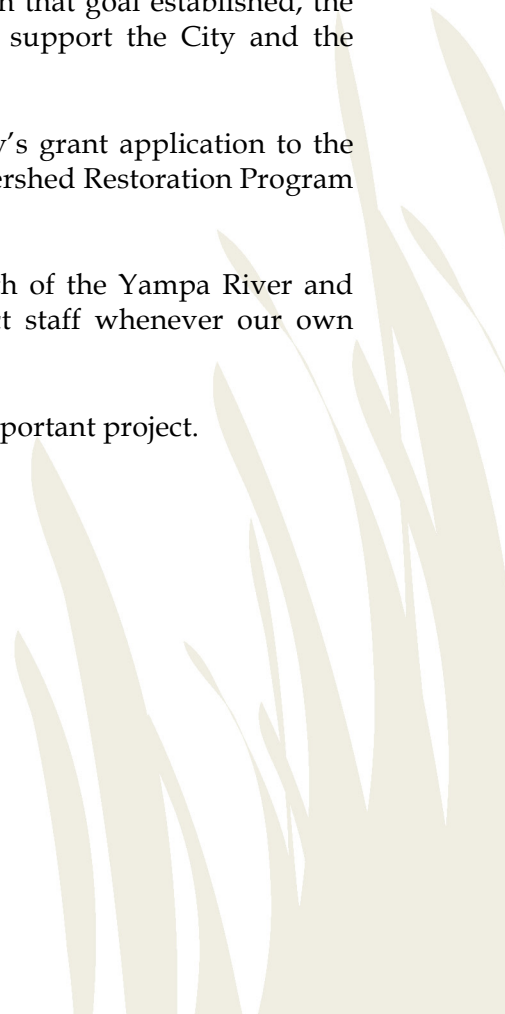 that goal established, the
support the City and the
y's grant application to the
ershed Restoration Program
h of the Yampa River and
t staff whenever our own
portant project.